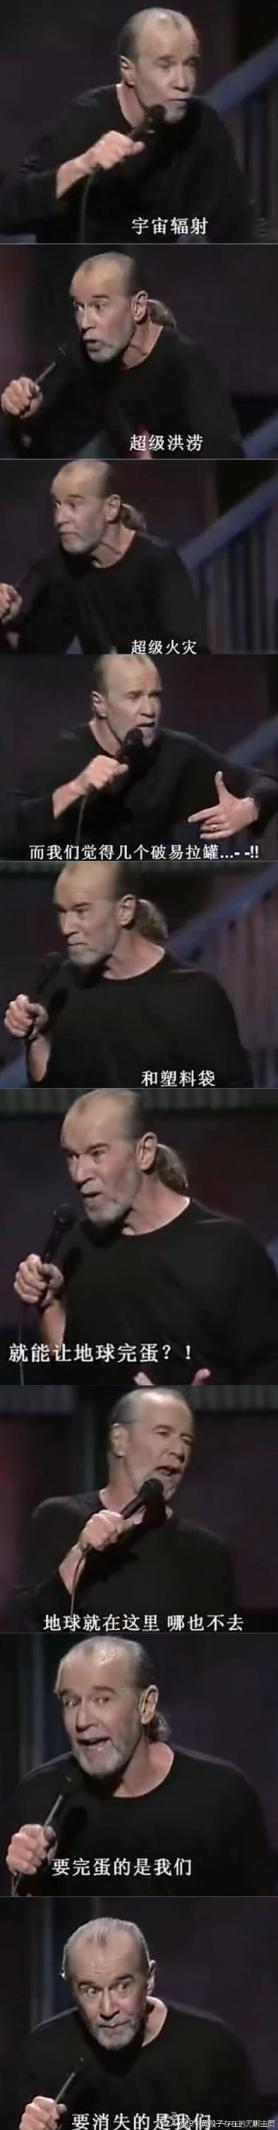 宇宙辐射
超级洪涝
超级火灾
而我们觉得几个破易拉罐...- -!!
和塑料袋
就能让地球完蛋？！
地球就在这里 哪也不去
要完蛋的是我们
要消失的是我们